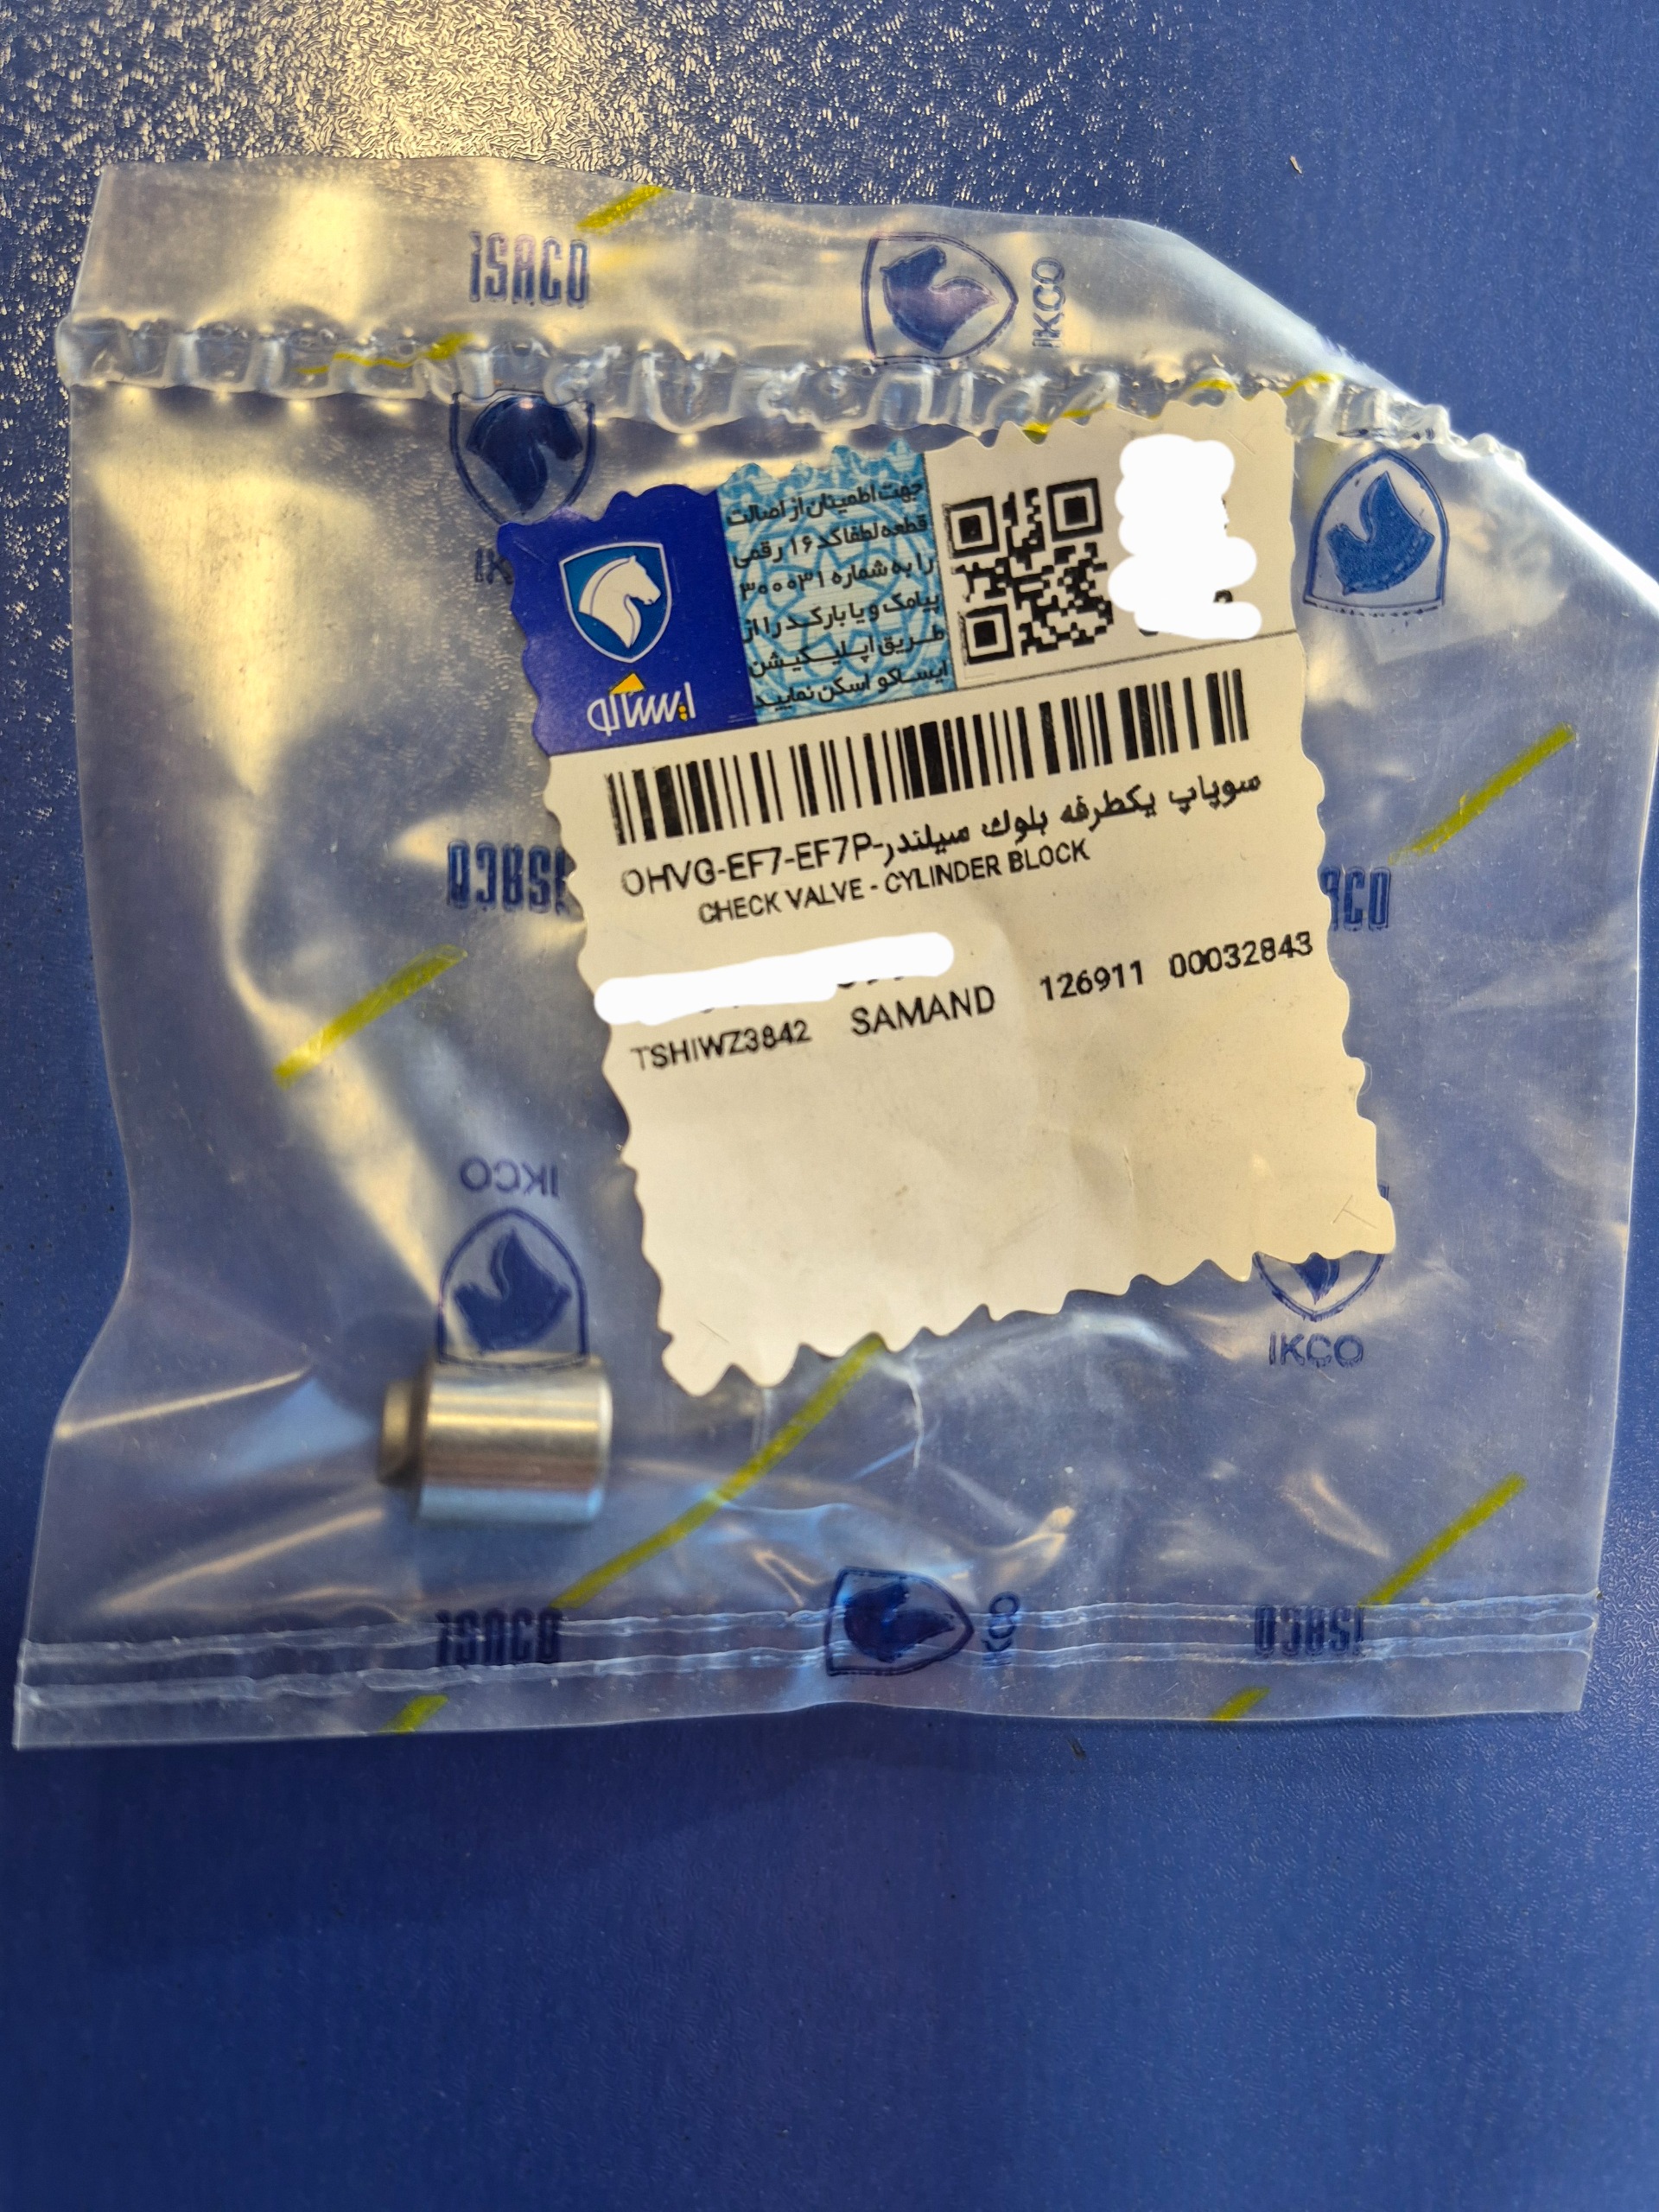 ISACO
IKCO
ایساکو
جهت اطمینان از اصالت
قطعه لطفا کد ۱۶ رقمی
را به شماره ۳۰۰۰۳۱
پیامک و یا بارکد را از
طریق اپلیکیشن
ایساکو اسکن نمایید
سوپاپ یکطرفه بلوک سیلندر-OHVG-EF7-EF7P
CHECK VALVE - CYLINDER BLOCK
TSHIWZ3842 SAMAND 126911 00032843
ISACO
IKCO
IKCO
ISACO
IKCO
ISACO